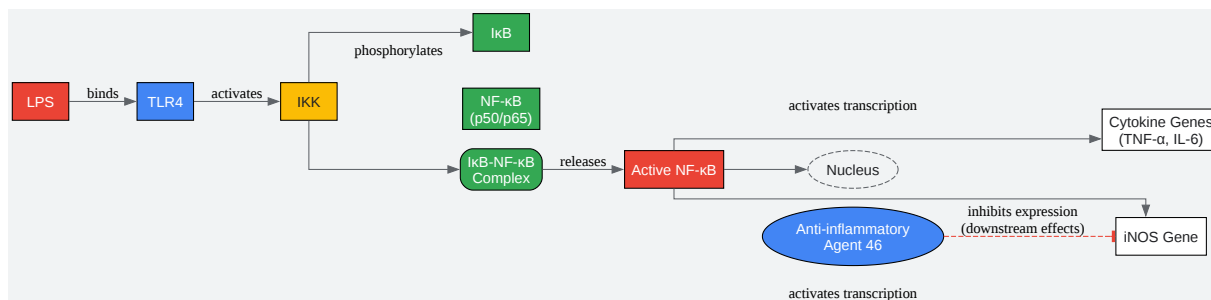 IκB
phosphorylates
LPS
binds
TLR4
activates
IKK
NF-κB
(p50/p65)
activates transcription
Cytokine Genes
(TNF-α, IL-6)
IκB-NF-κB
Complex
releases
Active NF-κB
Nucleus
Anti-inflammatory
Agent 46
inhibits expression
(downstream effects)
iNOS Gene
activates transcription